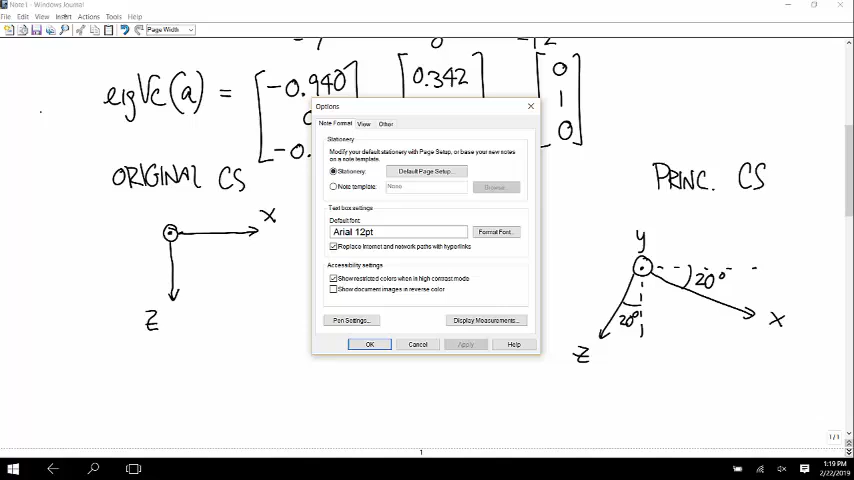 Note1 - Windows Journal
File Edit View Insert Actions Tools Help
Page Width
0 -12
eigVc(a) = [-0.940 [0.342] [0
0 1
-0. 0]
Options
Note Format View Other
Stationery
Modify your default stationery with Page Setup, or base your new notes
on a note template.
Stationery: Default Page Setup...
Note template: None Browse...
Text box settings
Default font:
Arial 12pt Format Font...
Replace Internet and network paths with hyperlinks
Accessibility settings
Show restricted colors when in high contrast mode
Show document images in reverse color
Pen Settings... Display Measurements...
OK Cancel Apply Help
ORIGINAL CS
X
Z
PRINC. CS
y
20°
20°
X
Z
1/1
1
1:19 PM
2/22/2019